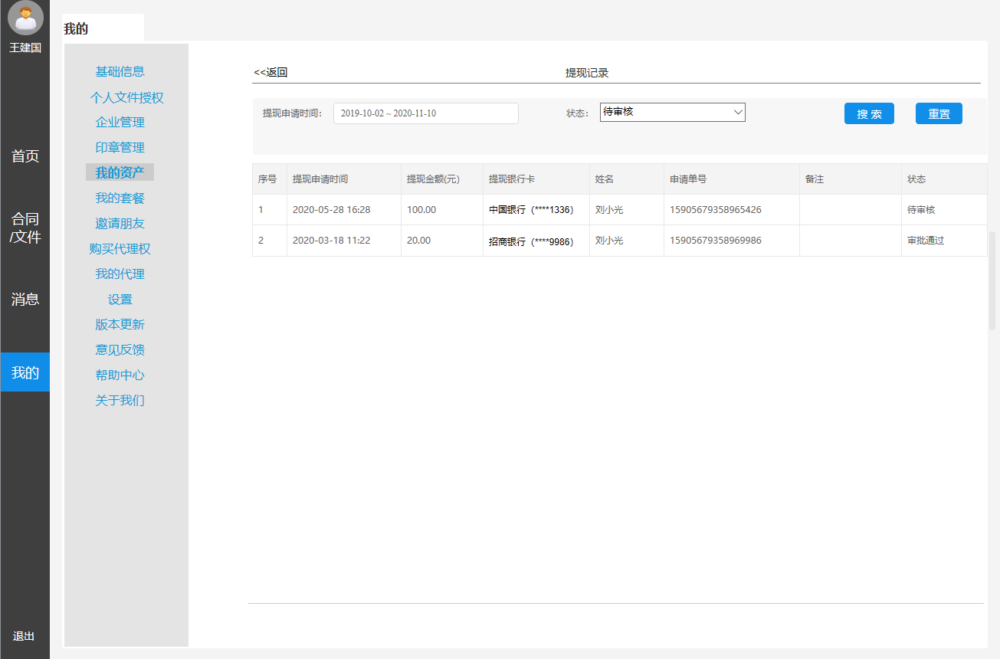 王建国
首页
合同
/文件
消息
我的
退出
我的
基础信息
个人文件授权
企业管理
印章管理
我的资产
我的套餐
邀请朋友
购买代理权
我的代理
设置
版本更新
意见反馈
帮助中心
关于我们
<<返回 提现记录
提现申请时间: 2019-10-02 ~ 2020-11-10 状态: 待审核 搜 索 重置
序号 提现申请时间 提现金额(元) 提现银行卡 姓名 申请单号 备注 状态
1 2020-05-28 16:28 100.00 中国银行（****1336） 刘小光 15905679358965426 待审核
2 2020-03-18 11:22 20.00 招商银行（****9986） 刘小光 15905679358969986 审批通过